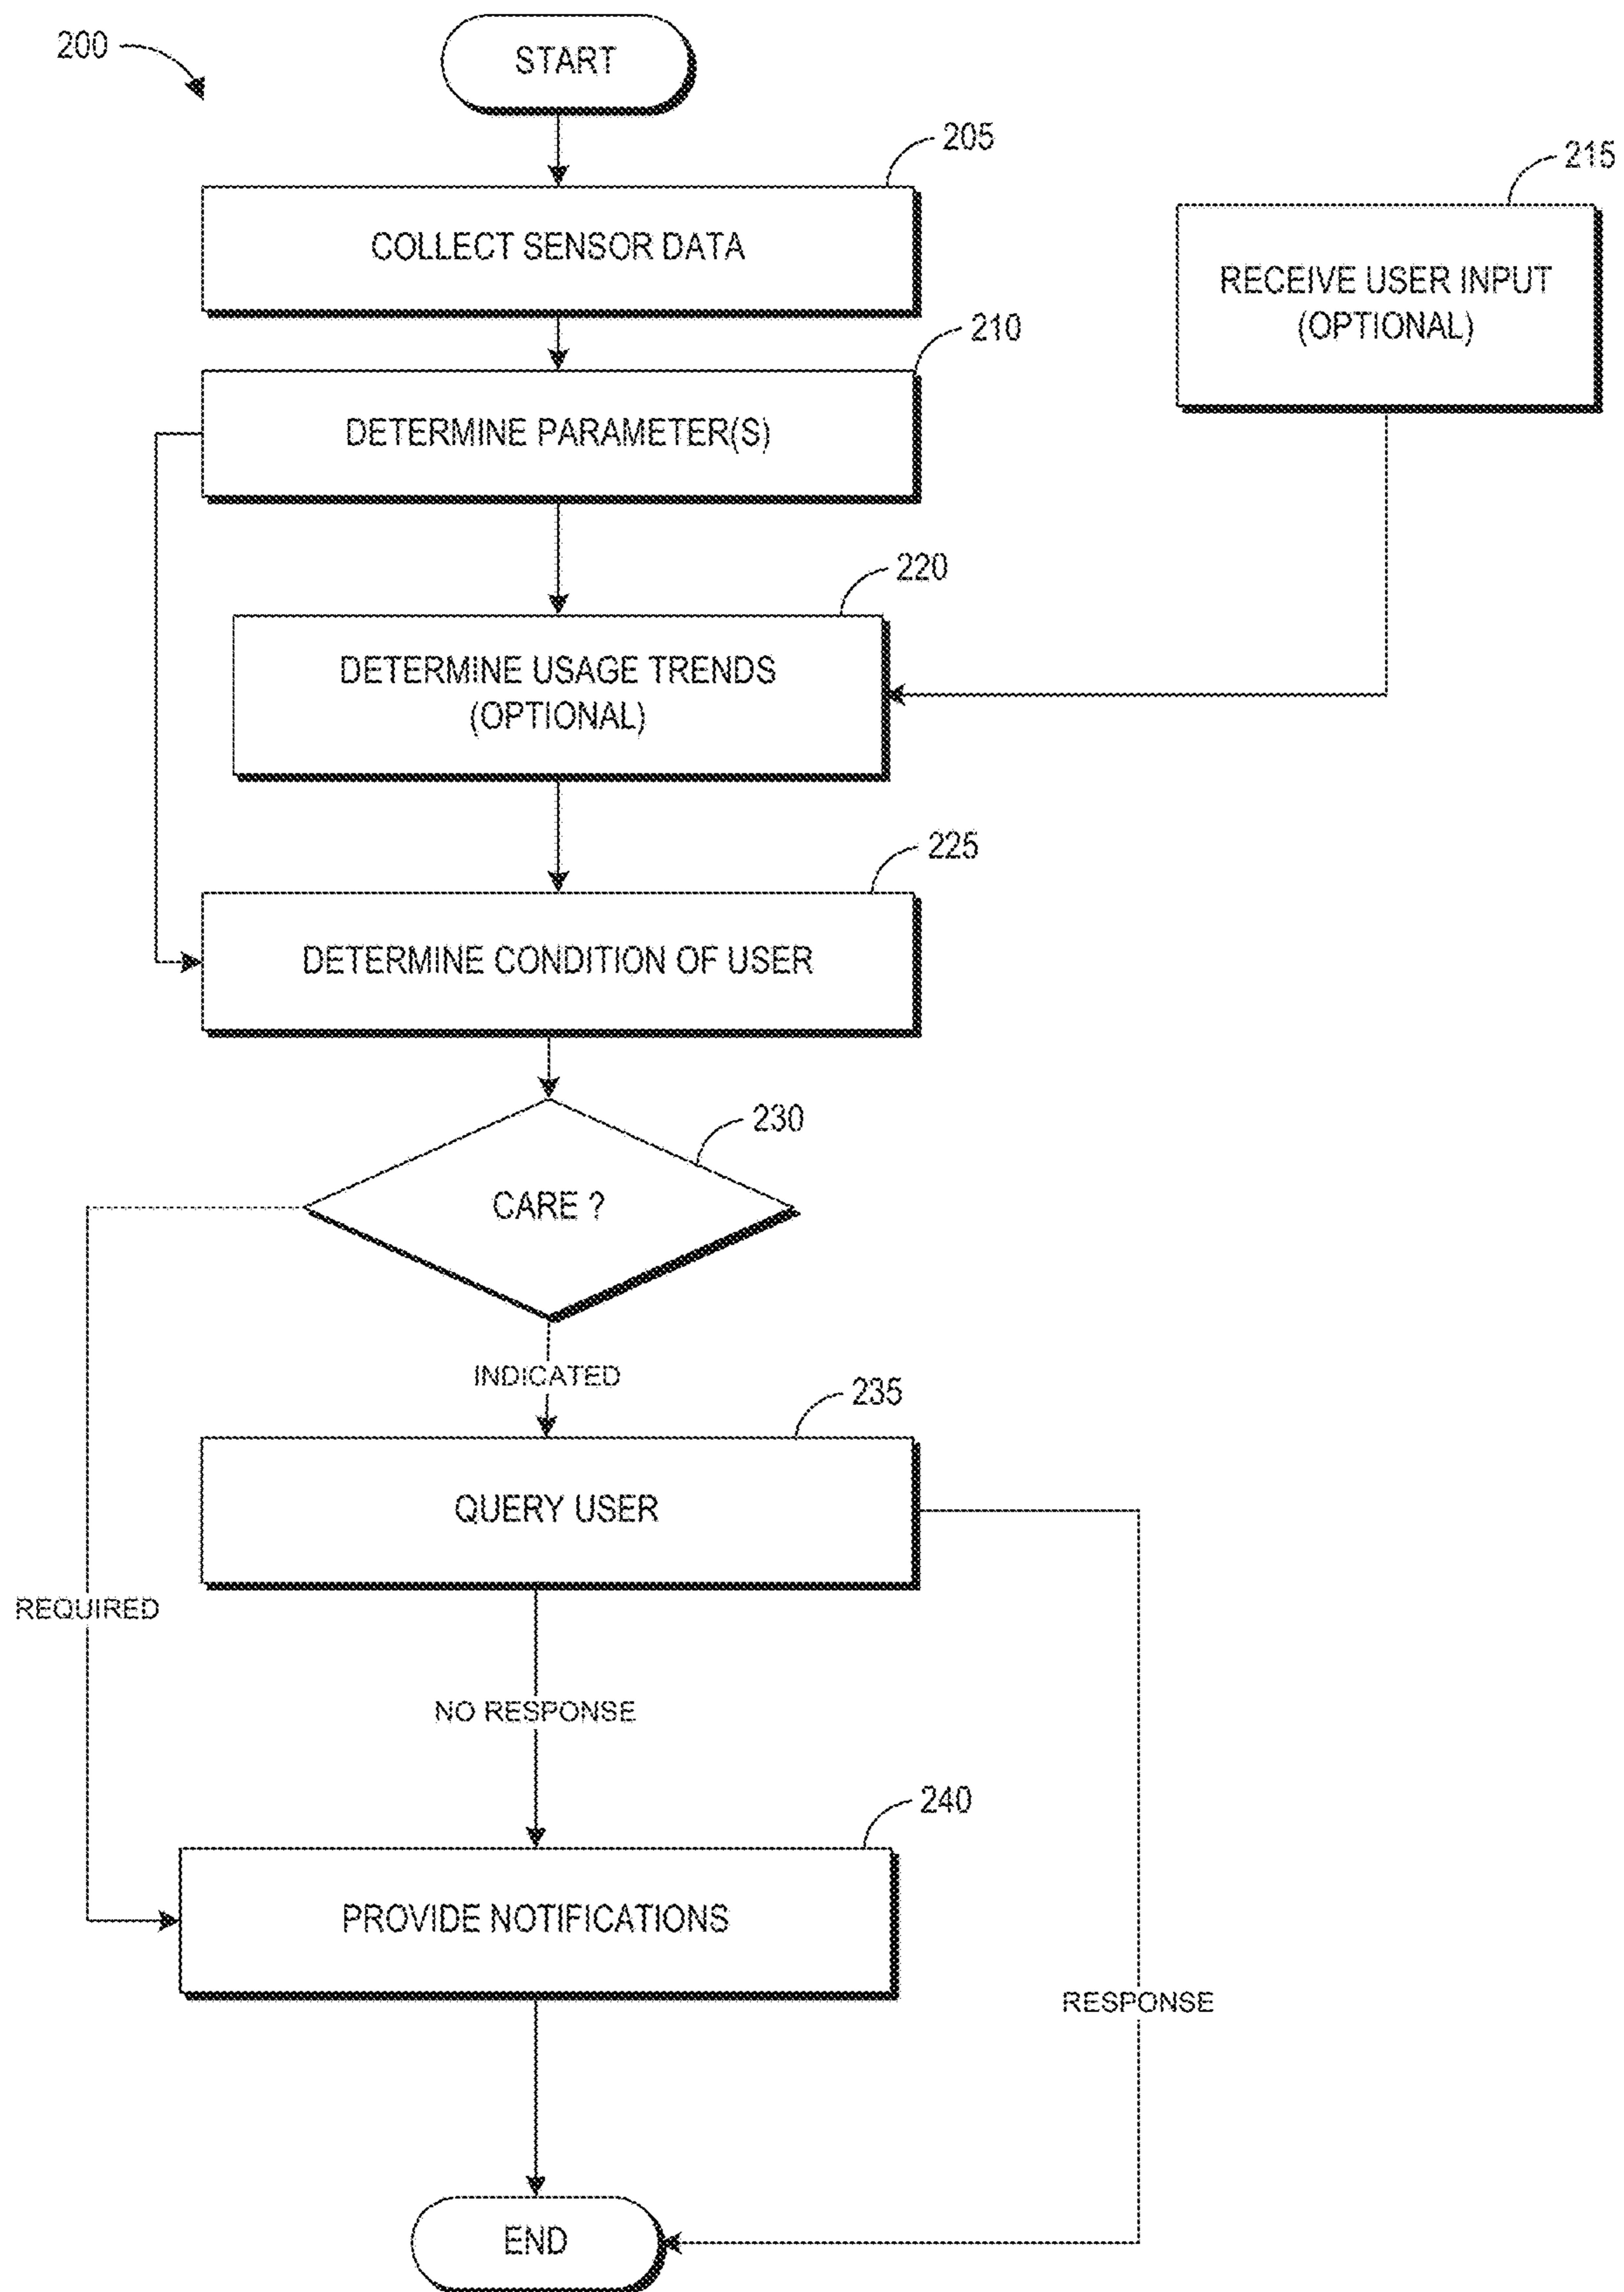 200
START
205
COLLECT SENSOR DATA
215
RECEIVE USER INPUT
(OPTIONAL)
210
DETERMINE PARAMETER(S)
220
DETERMINE USAGE TRENDS
(OPTIONAL)
225
DETERMINE CONDITION OF USER
230
CARE ?
INDICATED
235
QUERY USER
REQUIRED
NO RESPONSE
240
PROVIDE NOTIFICATIONS
RESPONSE
END